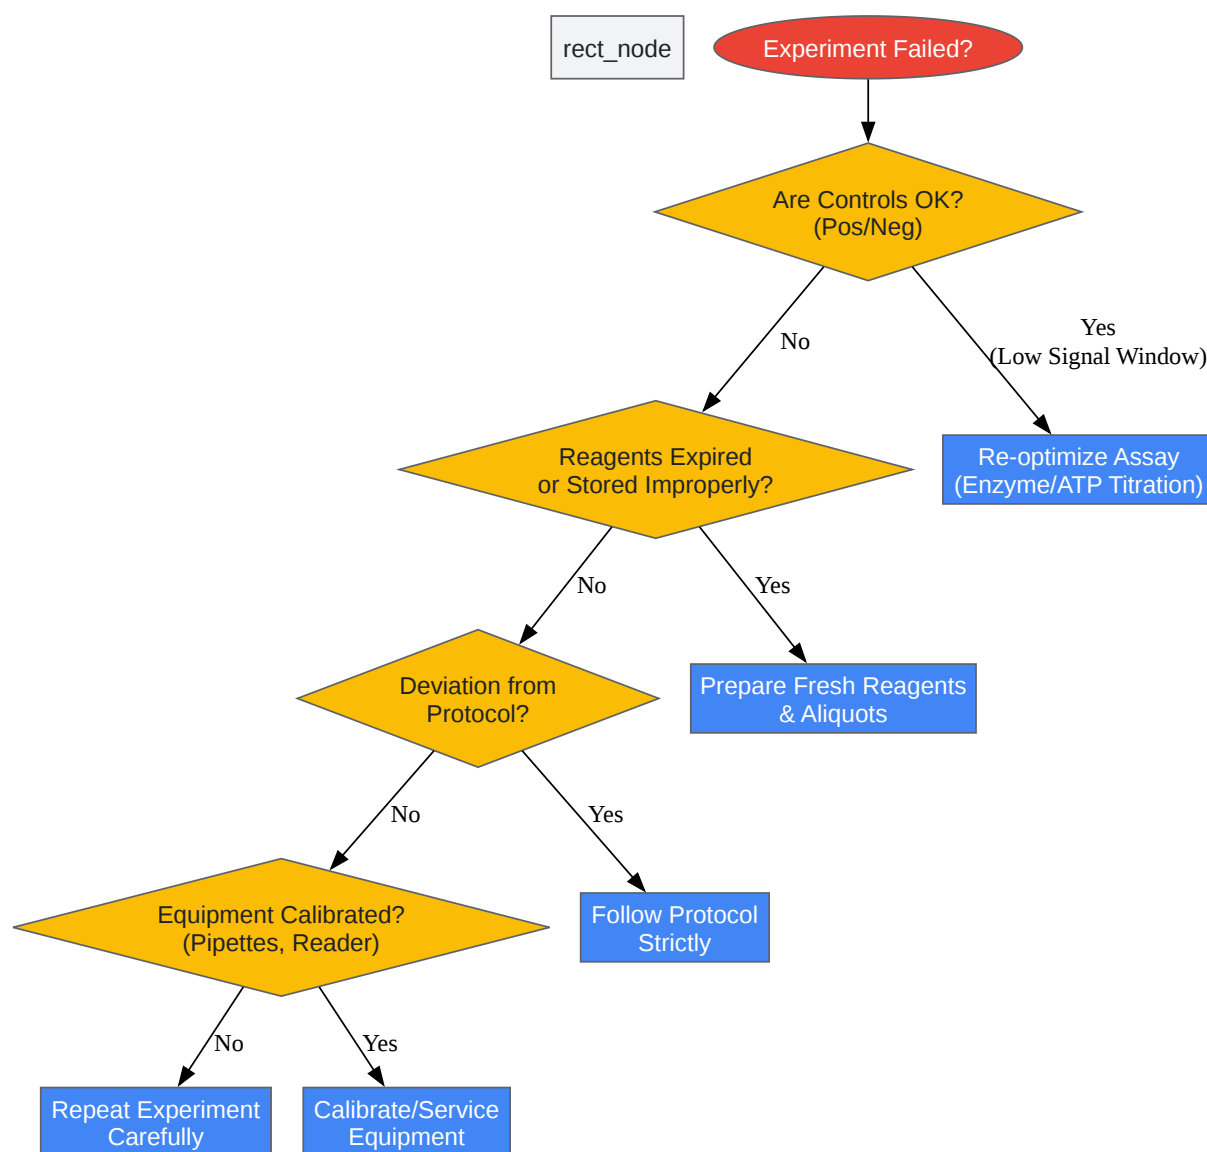 rect_node
Experiment Failed?
Are Controls OK?
(Pos/Neg)
No
Yes
(Low Signal Window)
Reagents Expired
or Stored Improperly?
Re-optimize Assay
(Enzyme/ATP Titration)
No
Yes
Deviation from
Protocol?
Prepare Fresh Reagents
& Aliquots
No
Yes
Equipment Calibrated?
(Pipettes, Reader)
Follow Protocol
Strictly
No
Yes
Repeat Experiment
Carefully
Calibrate/Service
Equipment